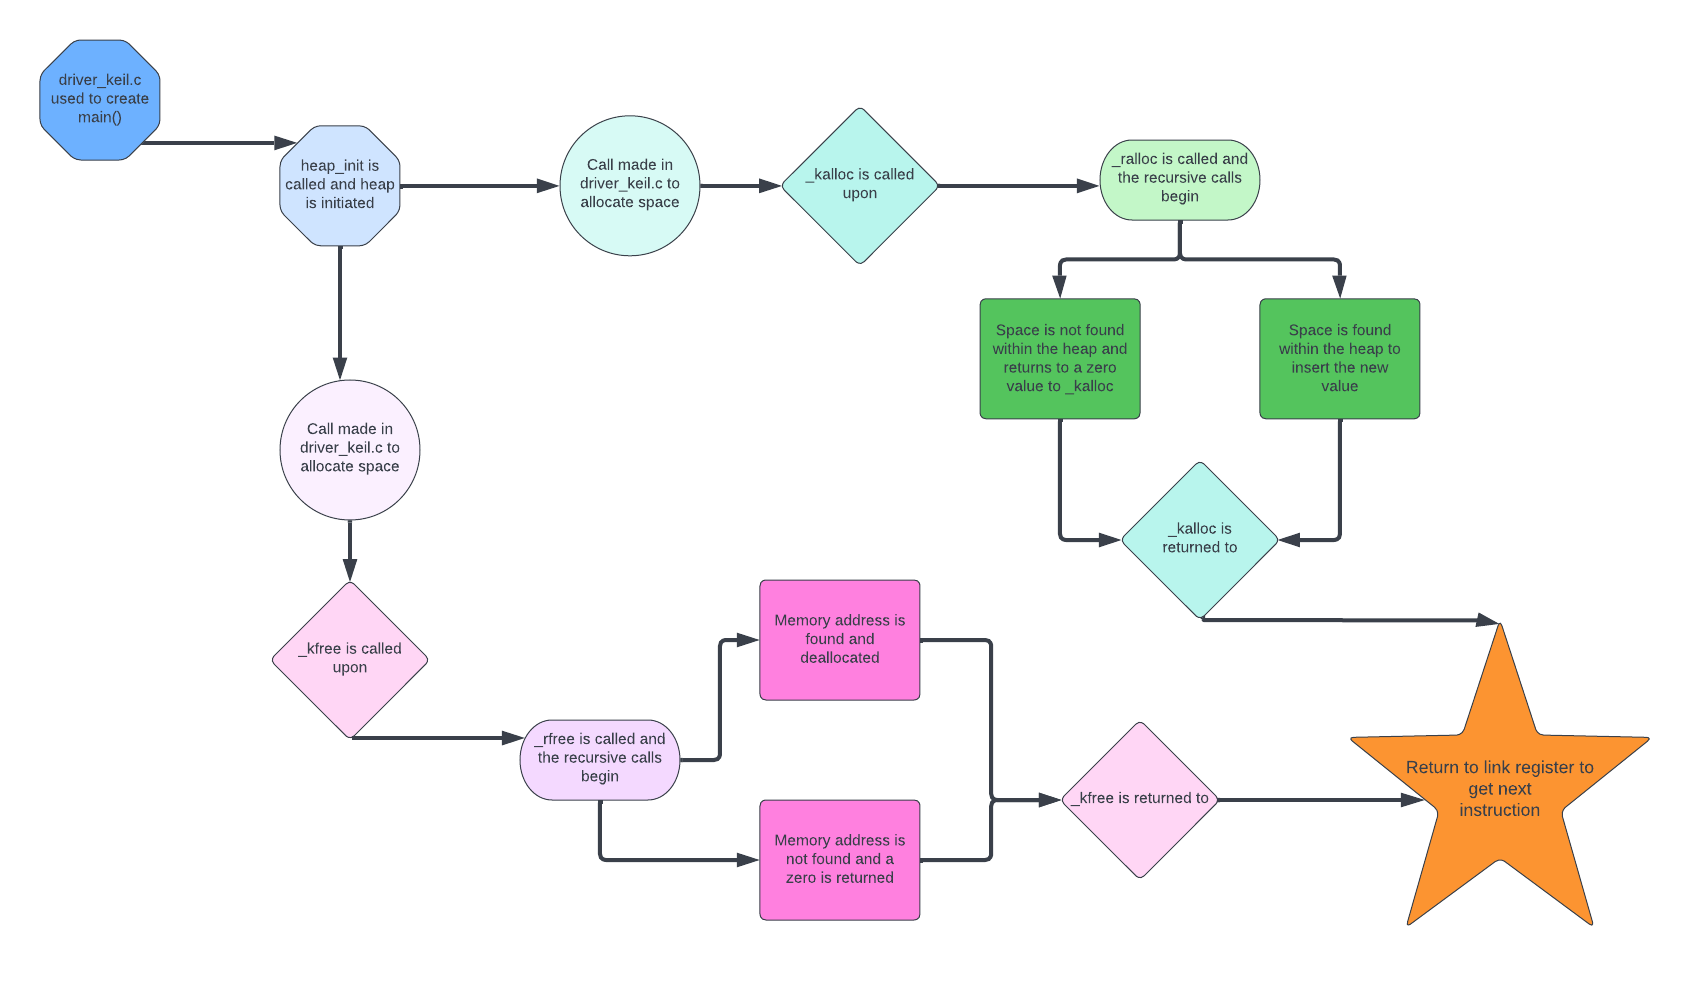 driver_keil.c
used to create
main()
heap_init is
called and heap
is initiated
Call made in
driver_keil.c to
allocate space
_kalloc is called
upon
_ralloc is called and
the recursive calls
begin
Space is not found
within the heap and
returns to a zero
value to _kalloc
Space is found
within the heap to
insert the new
value
_kalloc is
returned to
Call made in
driver_keil.c to
allocate space
_kfree is called
upon
_rfree is called and
the recursive calls
begin
Memory address is
found and
deallocated
Memory address is
not found and a
zero is returned
_kfree is returned to
Return to link register to
get next
instruction